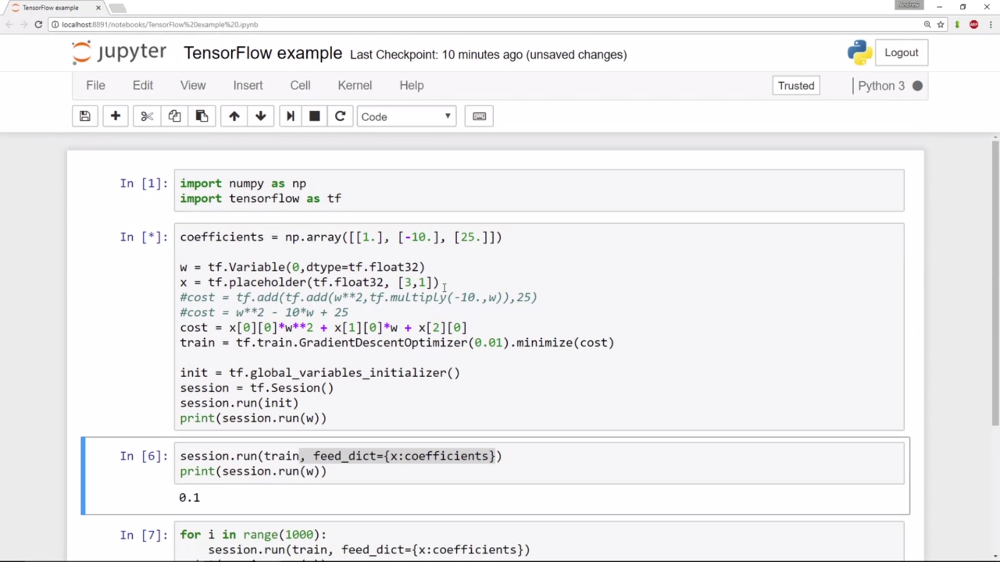 TensorFlow example
Andrew
localhost:8891/notebooks/TensorFlow%20example%20.ipynb
ABP
jupyter TensorFlow example Last Checkpoint: 10 minutes ago (unsaved changes)
Logout
File Edit View Insert Cell Kernel Help
Trusted
Python 3
Code
In [1]: import numpy as np
import tensorflow as tf
In [*]: coefficients = np.array([[1.], [-10.], [25.]])
w = tf.Variable(0,dtype=tf.float32)
x = tf.placeholder(tf.float32, [3,1])
#cost = tf.add(tf.add(w**2,tf.multiply(-10.,w)),25)
#cost = w**2 - 10*w + 25
cost = x[0][0]*w**2 + x[1][0]*w + x[2][0]
train = tf.train.GradientDescentOptimizer(0.01).minimize(cost)
init = tf.global_variables_initializer()
session = tf.Session()
session.run(init)
print(session.run(w))
In [6]: session.run(train, feed_dict={x:coefficients})
print(session.run(w))
0.1
In [7]: for i in range(1000):
session.run(train, feed_dict={x:coefficients})